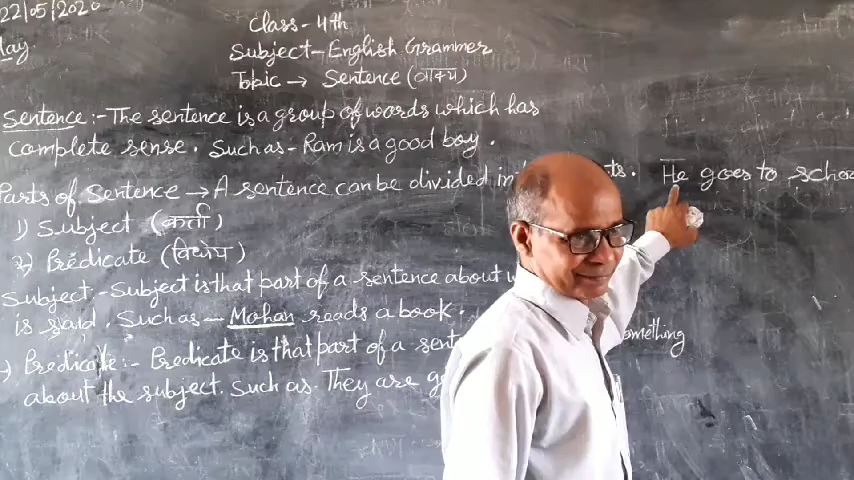 22/05/2020
Class - 4th
Subject - English Grammer
Topic → Sentence (वाक्य)
Sentence :- The sentence is a group of words which has
complete sense. Such as - Ram is a good boy.
Parts of Sentence → A sentence can be divided in ts. He goes to schoo
1) Subject (कर्ता)
2) Predicate (विधेय)
Subject :- Subject is that part of a sentence about w
is said. Such as - Mohan reads a book.
) Predicate :- Predicate is that part of a sent omething
about the subject. Such as. They are g